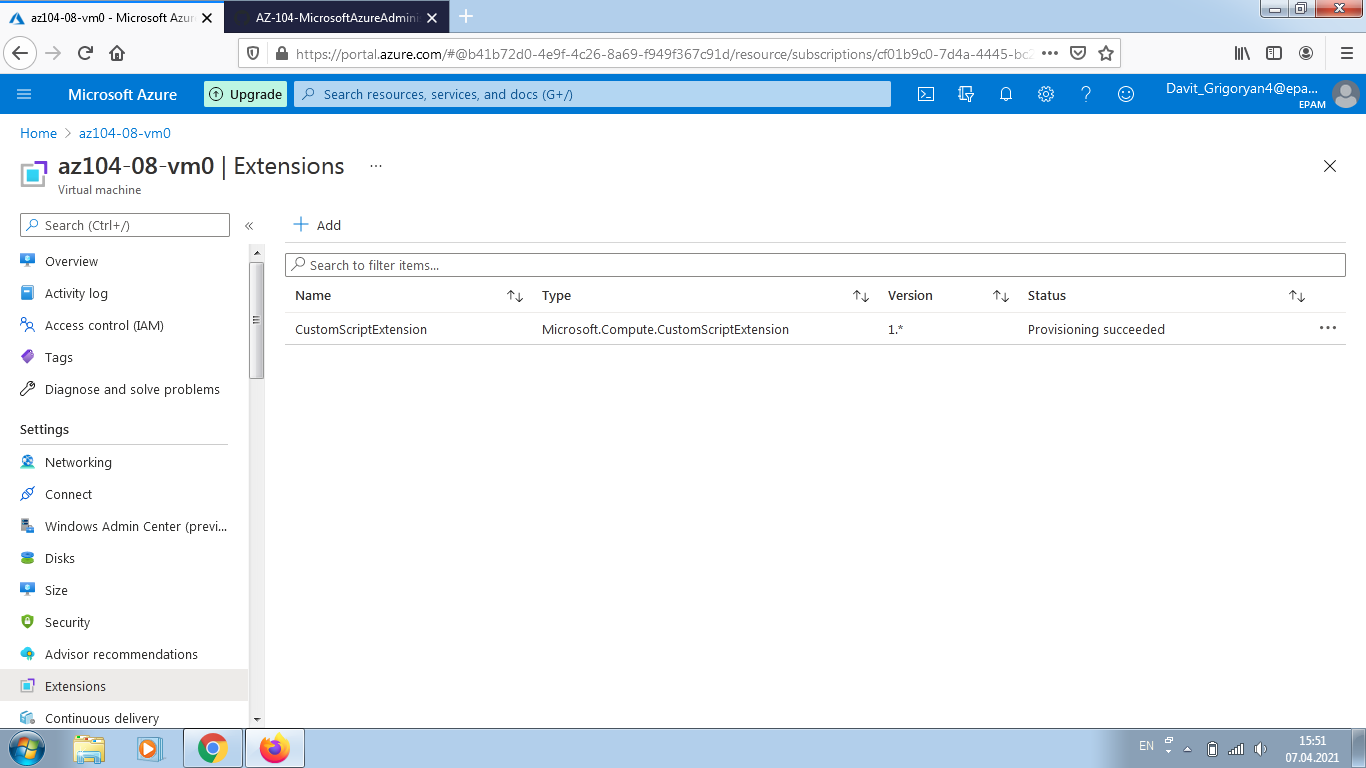 az104-08-vm0 - Microsoft Azur
AZ-104-MicrosoftAzureAdmini
https://portal.azure.com/#@b41b72d0-4e9f-4c26-8a69-f949f367c91d/resource/subscriptions/cf01b9c0-7d4a-4445-bc2
Microsoft Azure
Upgrade
Search resources, services, and docs (G+/)
Davit_Grigoryan4@epa...
EPAM
Home > az104-08-vm0
az104-08-vm0 | Extensions ...
Virtual machine
Search (Ctrl+/)
«
Add
Overview
Activity log
Access control (IAM)
Tags
Diagnose and solve problems
Settings
Networking
Connect
Windows Admin Center (previ...
Disks
Size
Security
Advisor recommendations
Extensions
Continuous delivery
Search to filter items...
Name Type Version Status
CustomScriptExtension Microsoft.Compute.CustomScriptExtension 1.* Provisioning succeeded ...
EN
15:51
07.04.2021